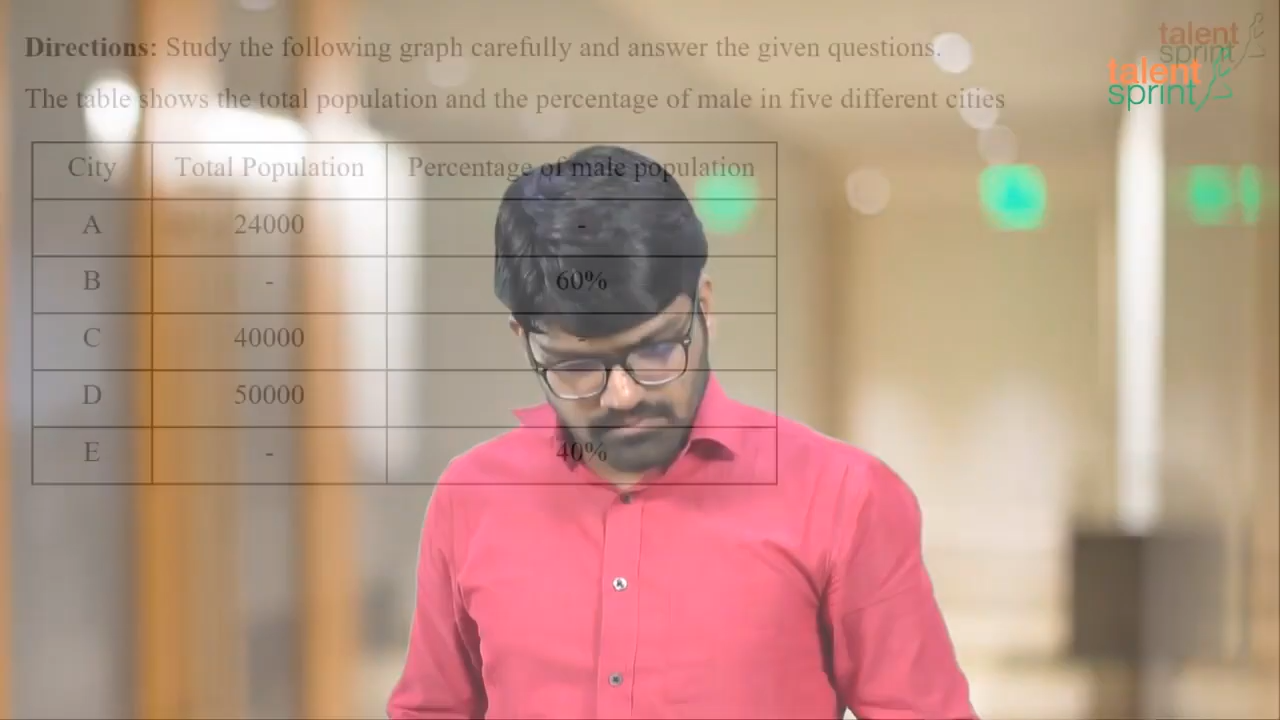 Directions: Study the following graph carefully and answer the given questions.
The table shows the total population and the percentage of male in five different cities
City Total Population Percentage of male population
A 24000 -
B - 60%
C 40000 -
D 50000
E - 40%
talent
sprint
talent
sprint